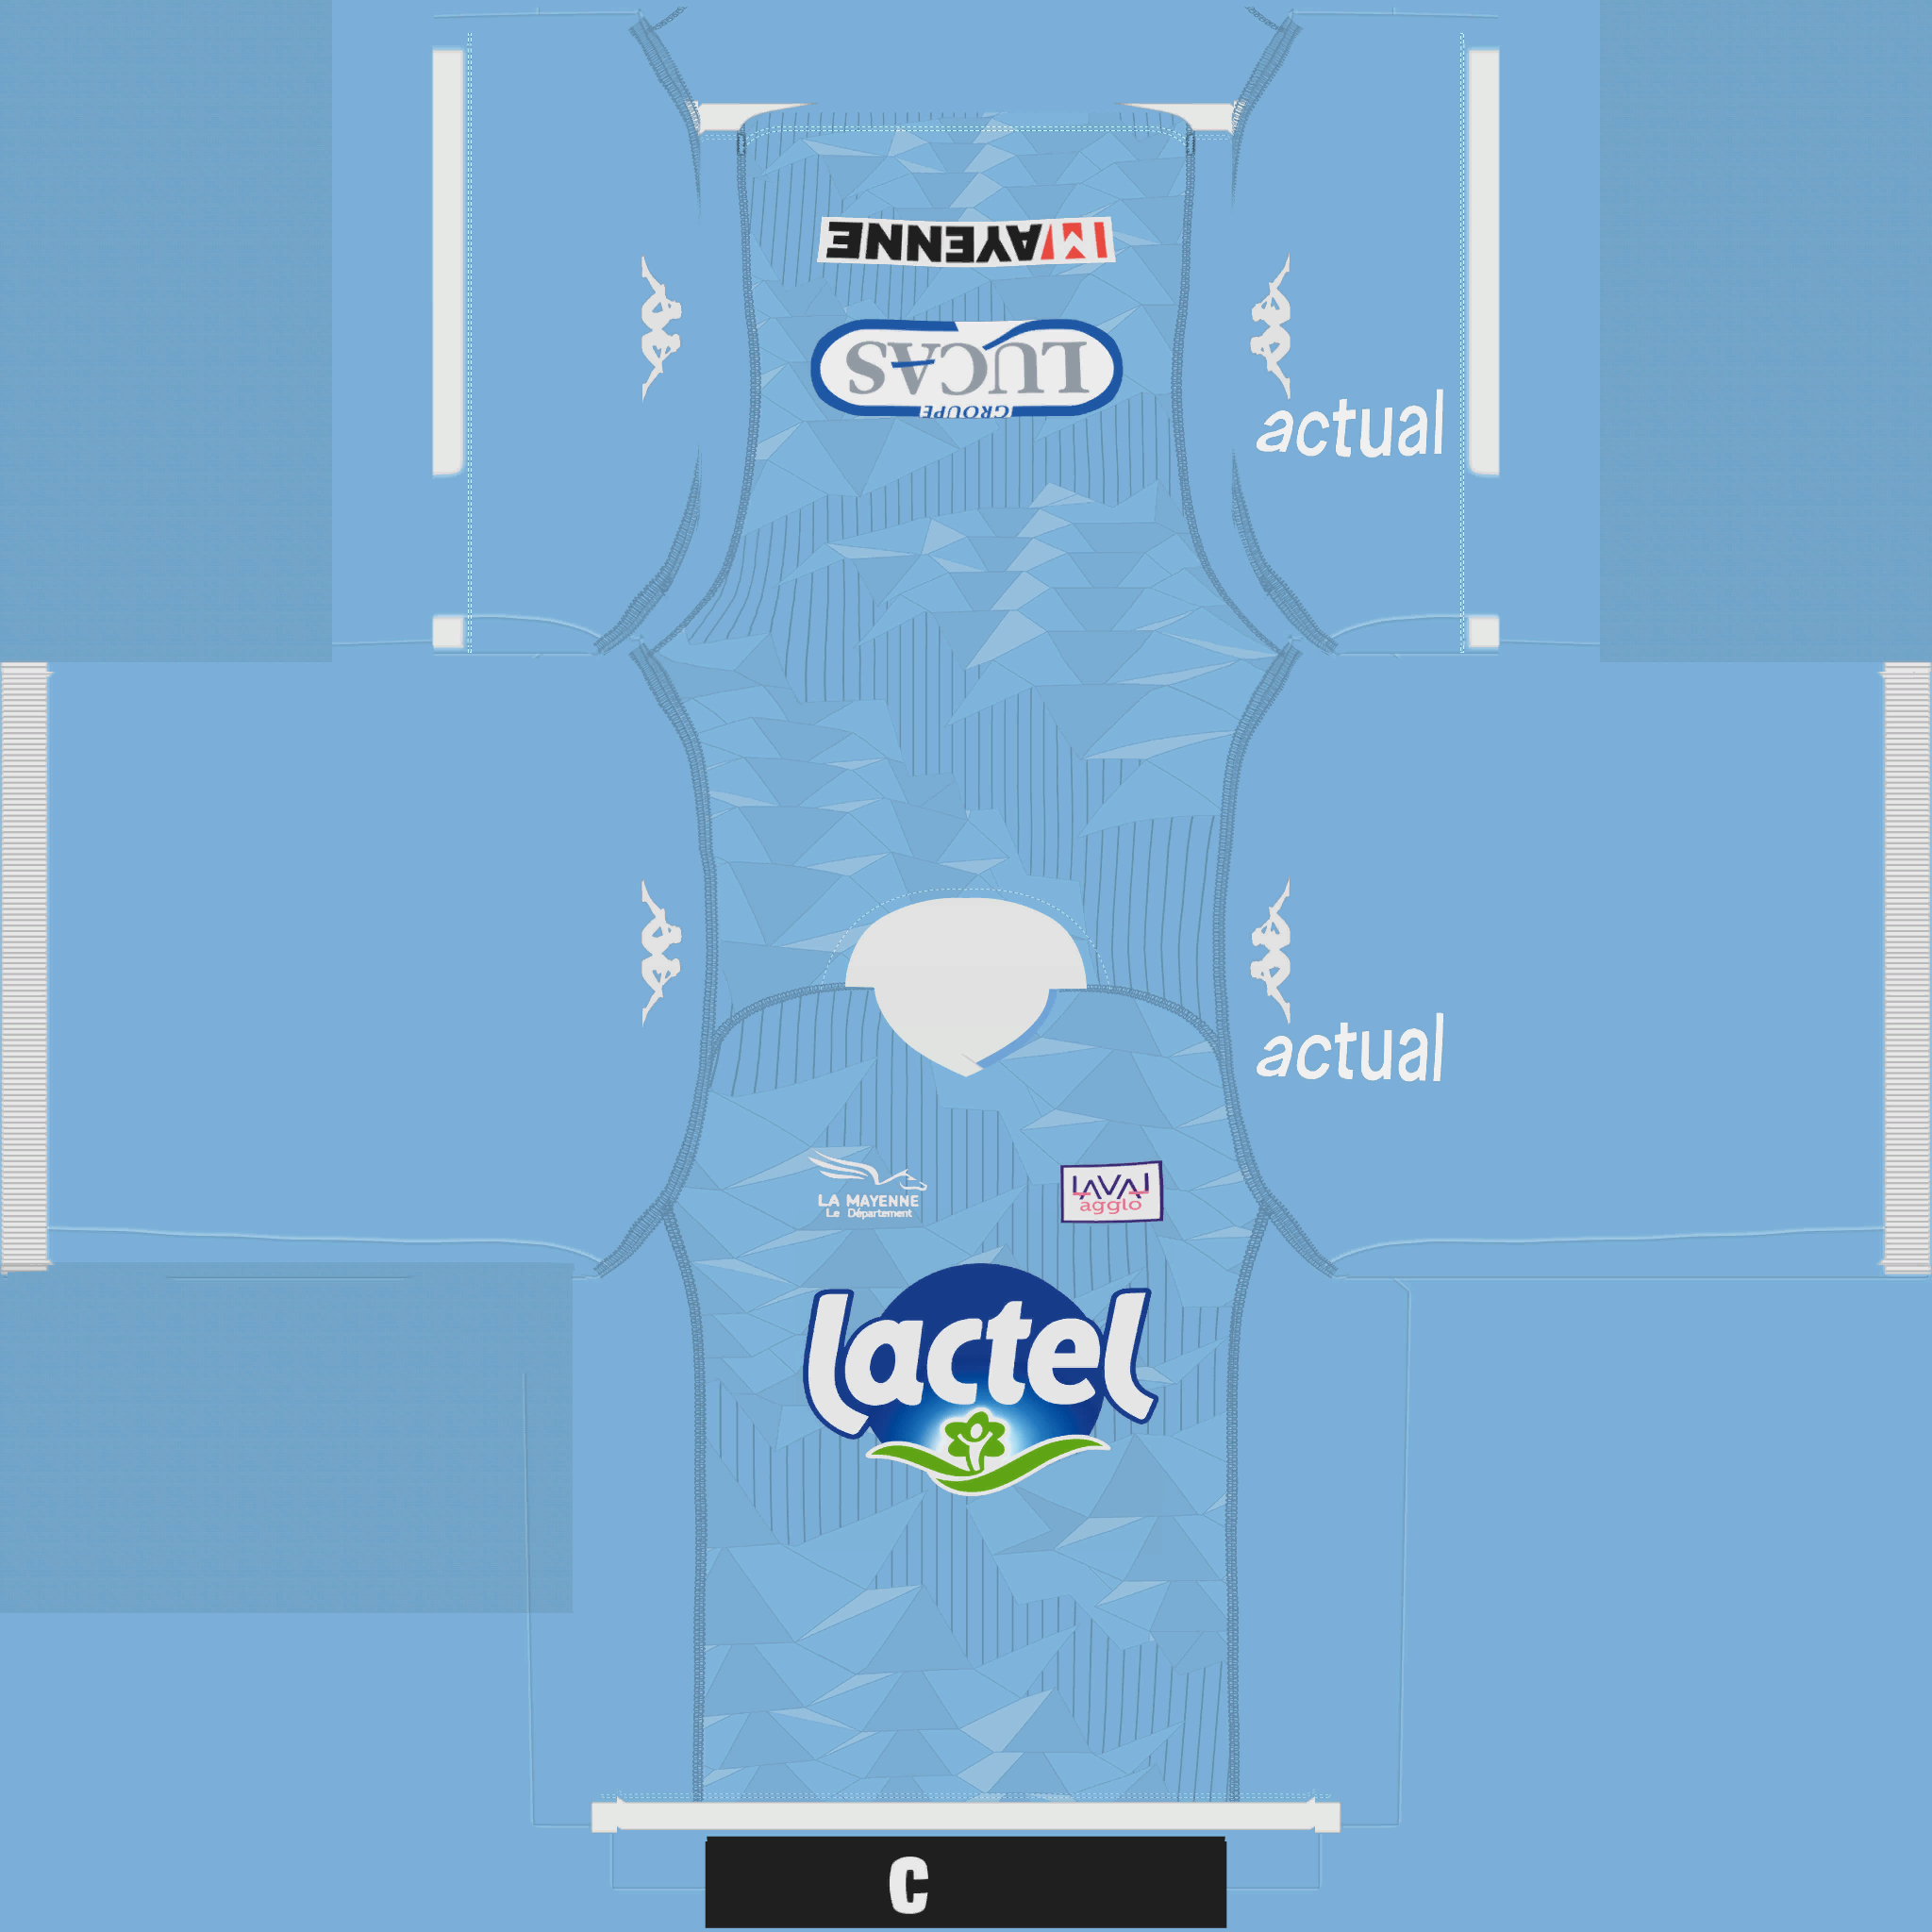 MAYENNE
LUCAS
GROUPE
actual
actual
LA MAYENNE
Le Département
LAVAL
agglo
lactel
C